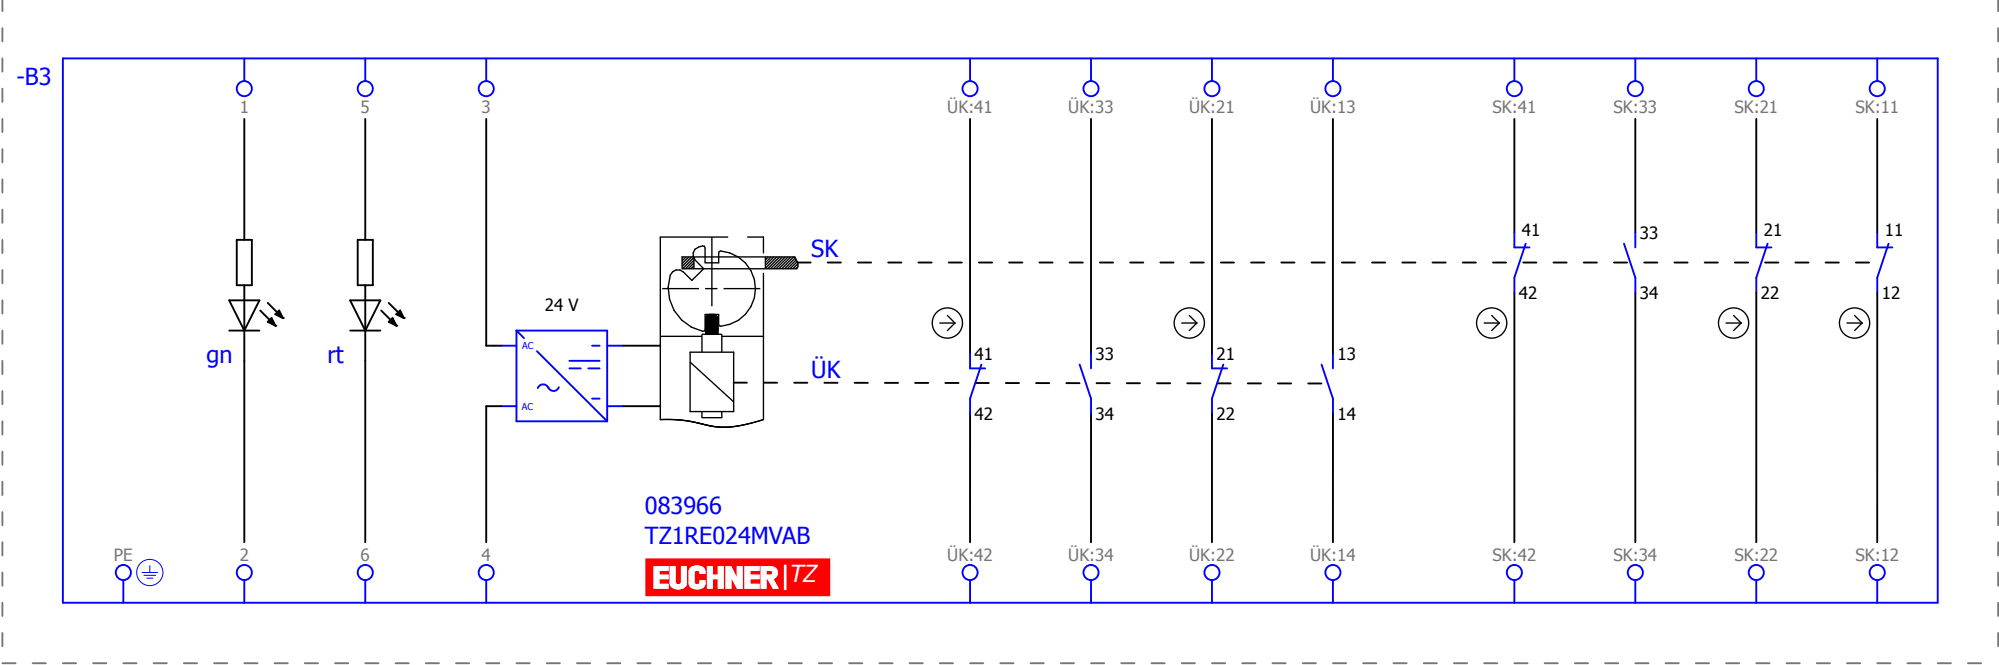 -B3
1
5
3
ÜK:41
ÜK:33
ÜK:21
ÜK:13
SK:41
SK:33
SK:21
SK:11
SK
41
33
21
11
42
34
22
12
24 V
gn
rt
AC
AC
ÜK
41
33
21
13
42
34
22
14
083966
TZ1RE024MVAB
EUCHNER|TZ
PE
2
6
4
ÜK:42
ÜK:34
ÜK:22
ÜK:14
SK:42
SK:34
SK:22
SK:12